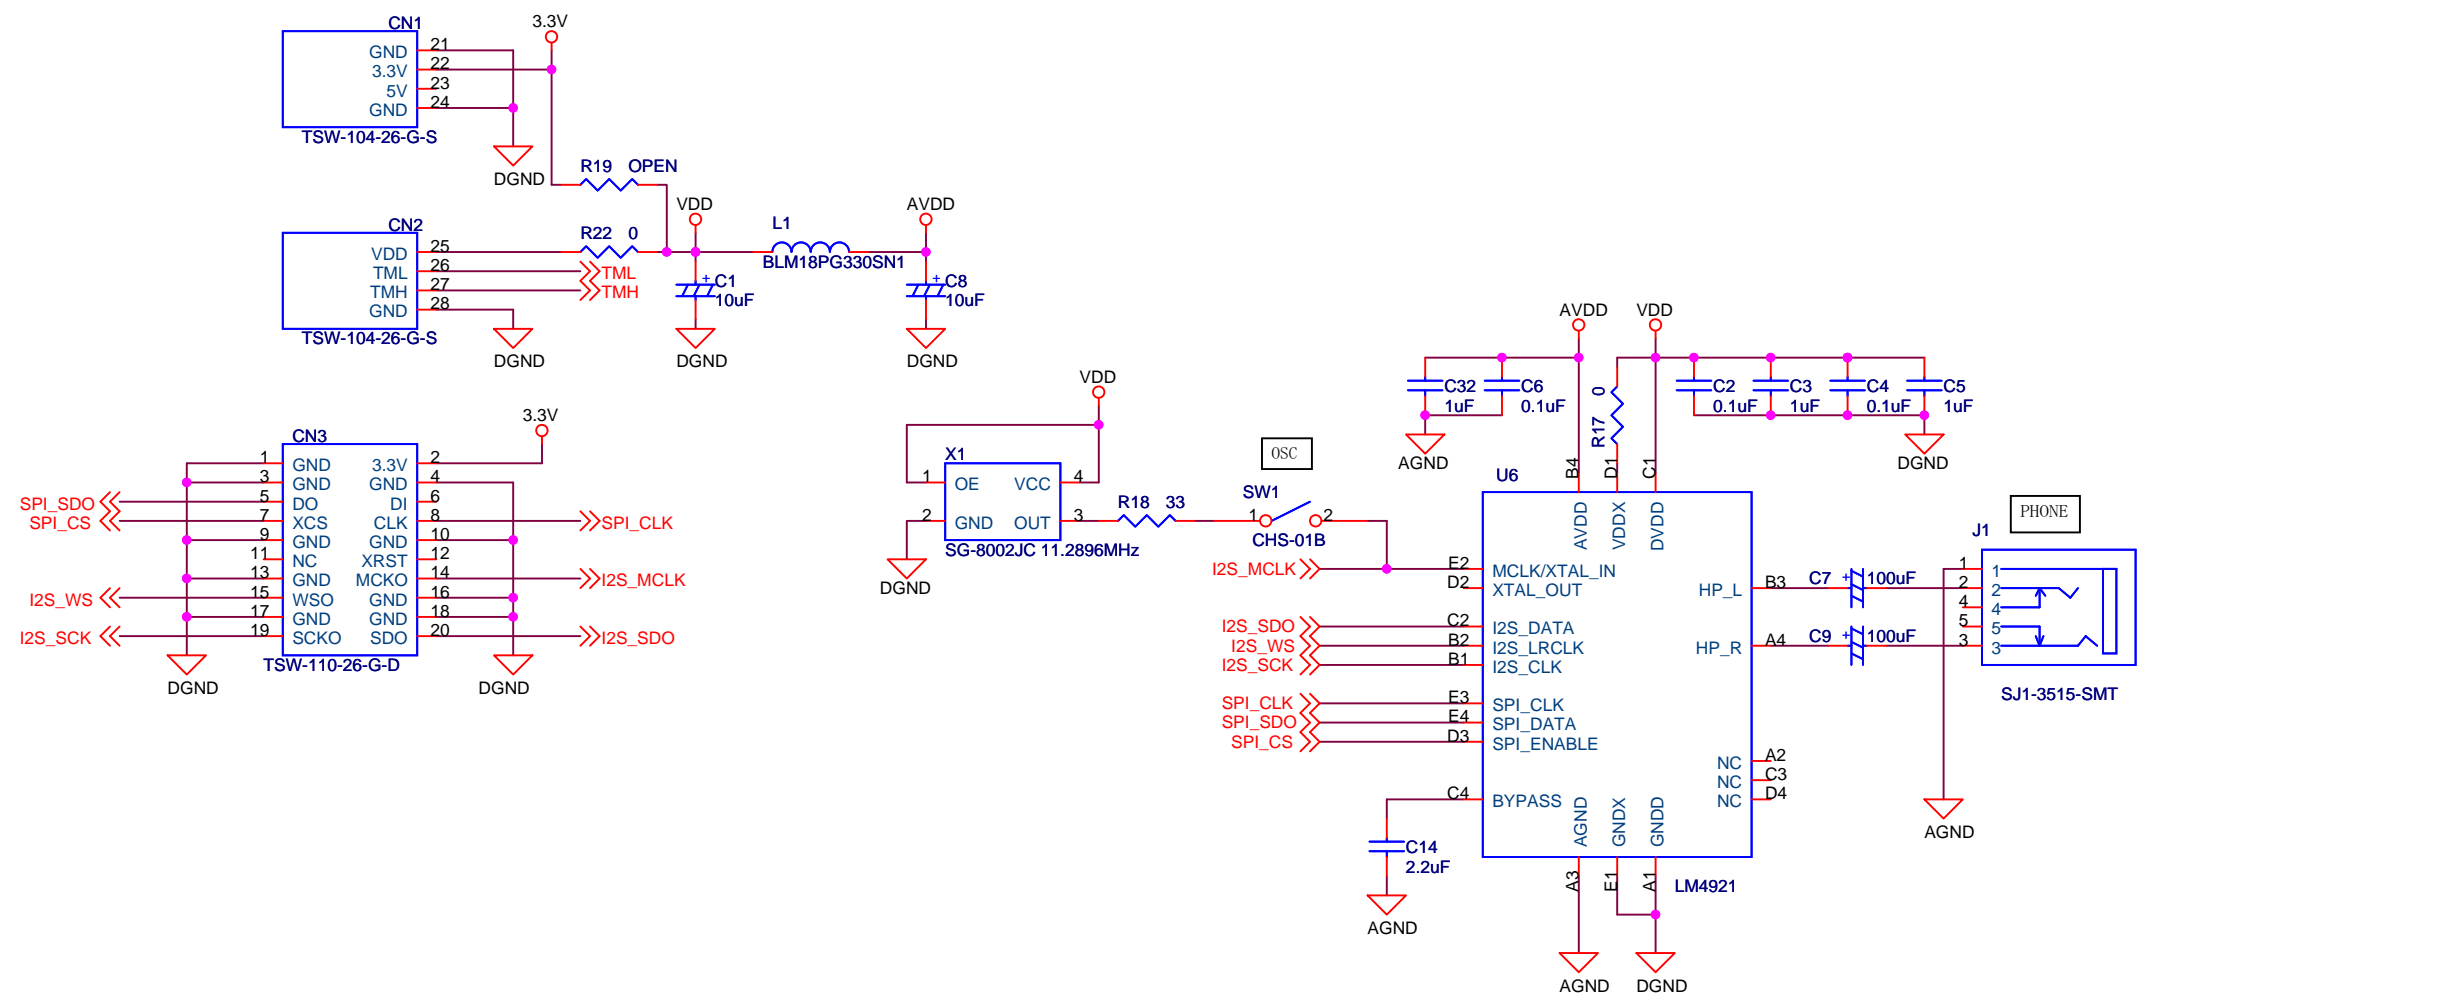 CN1
GND 21
3.3V 22
5V 23
GND 24
TSW-104-26-G-S
3.3V
DGND
R19 OPEN
CN2
VDD 25
TML 26
TMH 27
GND 28
TSW-104-26-G-S
R22 0
TML
TMH
DGND
VDD
C1
10uF
DGND
L1
BLM18PG330SN1
AVDD
C8
10uF
DGND
CN3
3.3V
1 GND 3.3V 2
3 GND GND 4
SPI_SDO 5 DO DI 6
SPI_CS 7 XCS CLK 8 SPI_CLK
9 GND GND 10
11 NC XRST 12
13 GND MCKO 14 I2S_MCLK
I2S_WS 15 WSO GND 16
17 GND GND 18
I2S_SCK 19 SCKO SDO 20 I2S_SDO
TSW-110-26-G-D
DGND
DGND
VDD
X1
1 OE VCC 4
2 GND OUT 3
SG-8002JC 11.2896MHz
DGND
R18 33
OSC
SW1
1 2
CHS-01B
AVDD
VDD
C32
1uF
C6
0.1uF
AGND
R17 0
C2
0.1uF
C3
1uF
C4
0.1uF
C5
1uF
DGND
U6
B4 D1 C1
AVDD VDDX DVDD
I2S_MCLK E2 MCLK/XTAL_IN
D2 XTAL_OUT
I2S_SDO C2 I2S_DATA
I2S_WS B2 I2S_LRCLK
I2S_SCK B1 I2S_CLK
SPI_CLK E3 SPI_CLK
SPI_SDO E4 SPI_DATA
SPI_CS D3 SPI_ENABLE
C4 BYPASS
C14
2.2uF
AGND
HP_L B3
HP_R A4
NC A2
NC C3
NC D4
AGND GNDX GNDD
A3 E1 A1
LM4921
AGND
DGND
C7 + 100uF
C9 + 100uF
PHONE
J1
1 1
2 2
4 4
5 5
3 3
SJ1-3515-SMT
AGND